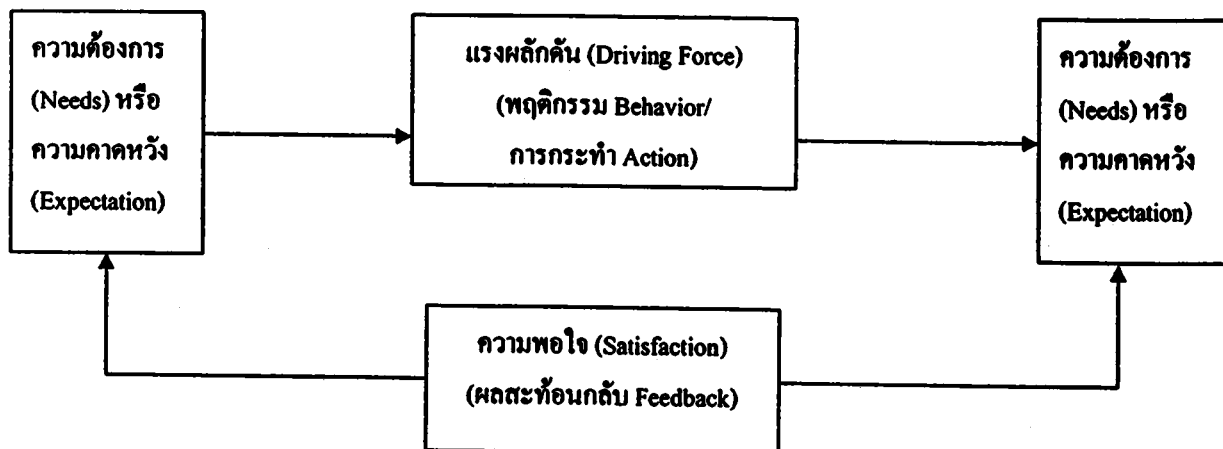 ความต้องการ
(Needs) หรือ
ความคาดหวัง
(Expectation)
แรงผลักดัน (Driving Force)
(พฤติกรรม Behavior/
การกระทำ Action)
ความต้องการ
(Needs) หรือ
ความคาดหวัง
(Expectation)
ความพอใจ (Satisfaction)
(ผลสะท้อนกลับ Feedback)